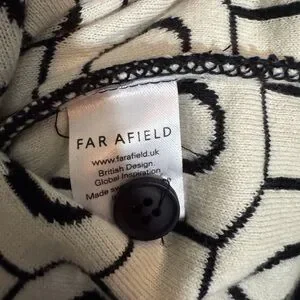 FAR AFIELD
www.farafield.uk
British Design
Global Inspiration
Made